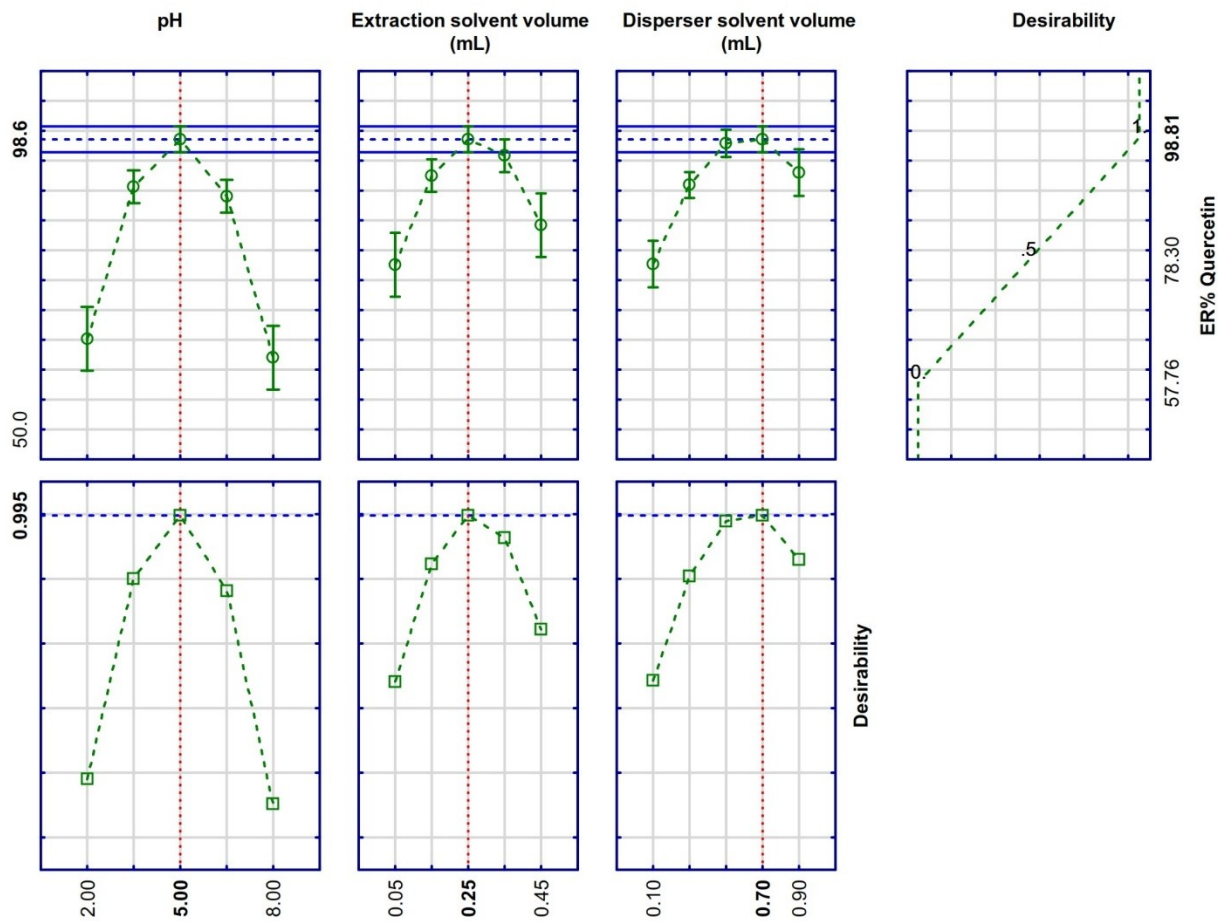 pH
Extraction solvent volume
(mL)
Disperser solvent volume
(mL)
Desirability
98.6
50.0
1.
98.81
.5
78.30
0.
57.76
ER% Quercetin
0.995
Desirability
2.00
5.00
8.00
0.05
0.25
0.45
0.10
0.70
0.90